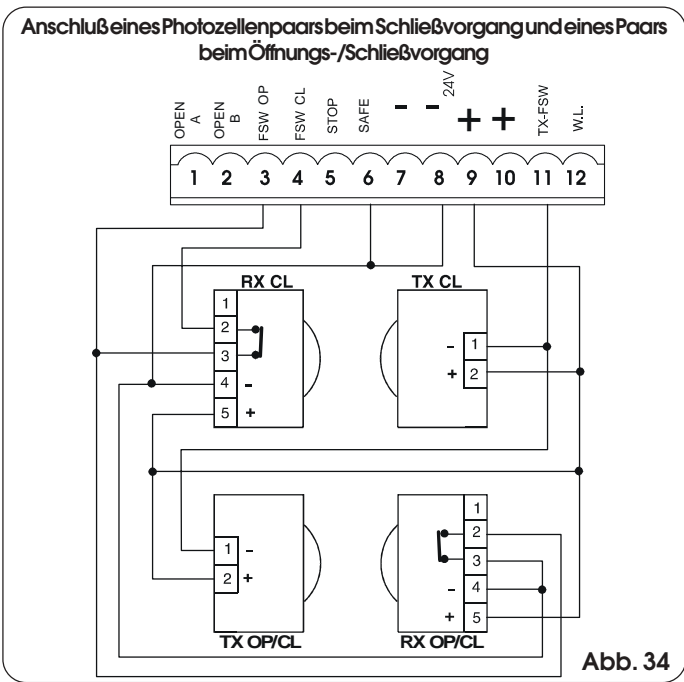 Anschluß eines Photozellenpaars beim Schließvorgang und eines Paars
beim Öffnungs-/Schließvorgang
OPEN A
OPEN B
FSW OP
FSW CL
STOP
SAFE
-
-
24V
+
+
TX-FSW
W.L.
1 2 3 4 5 6 7 8 9 10 11 12
RX CL
1
2
3
4 -
5 +
TX CL
- 1
+ 2
1 -
2 +
TX OP/CL
1
2
3
- 4
+ 5
RX OP/CL
Abb. 34